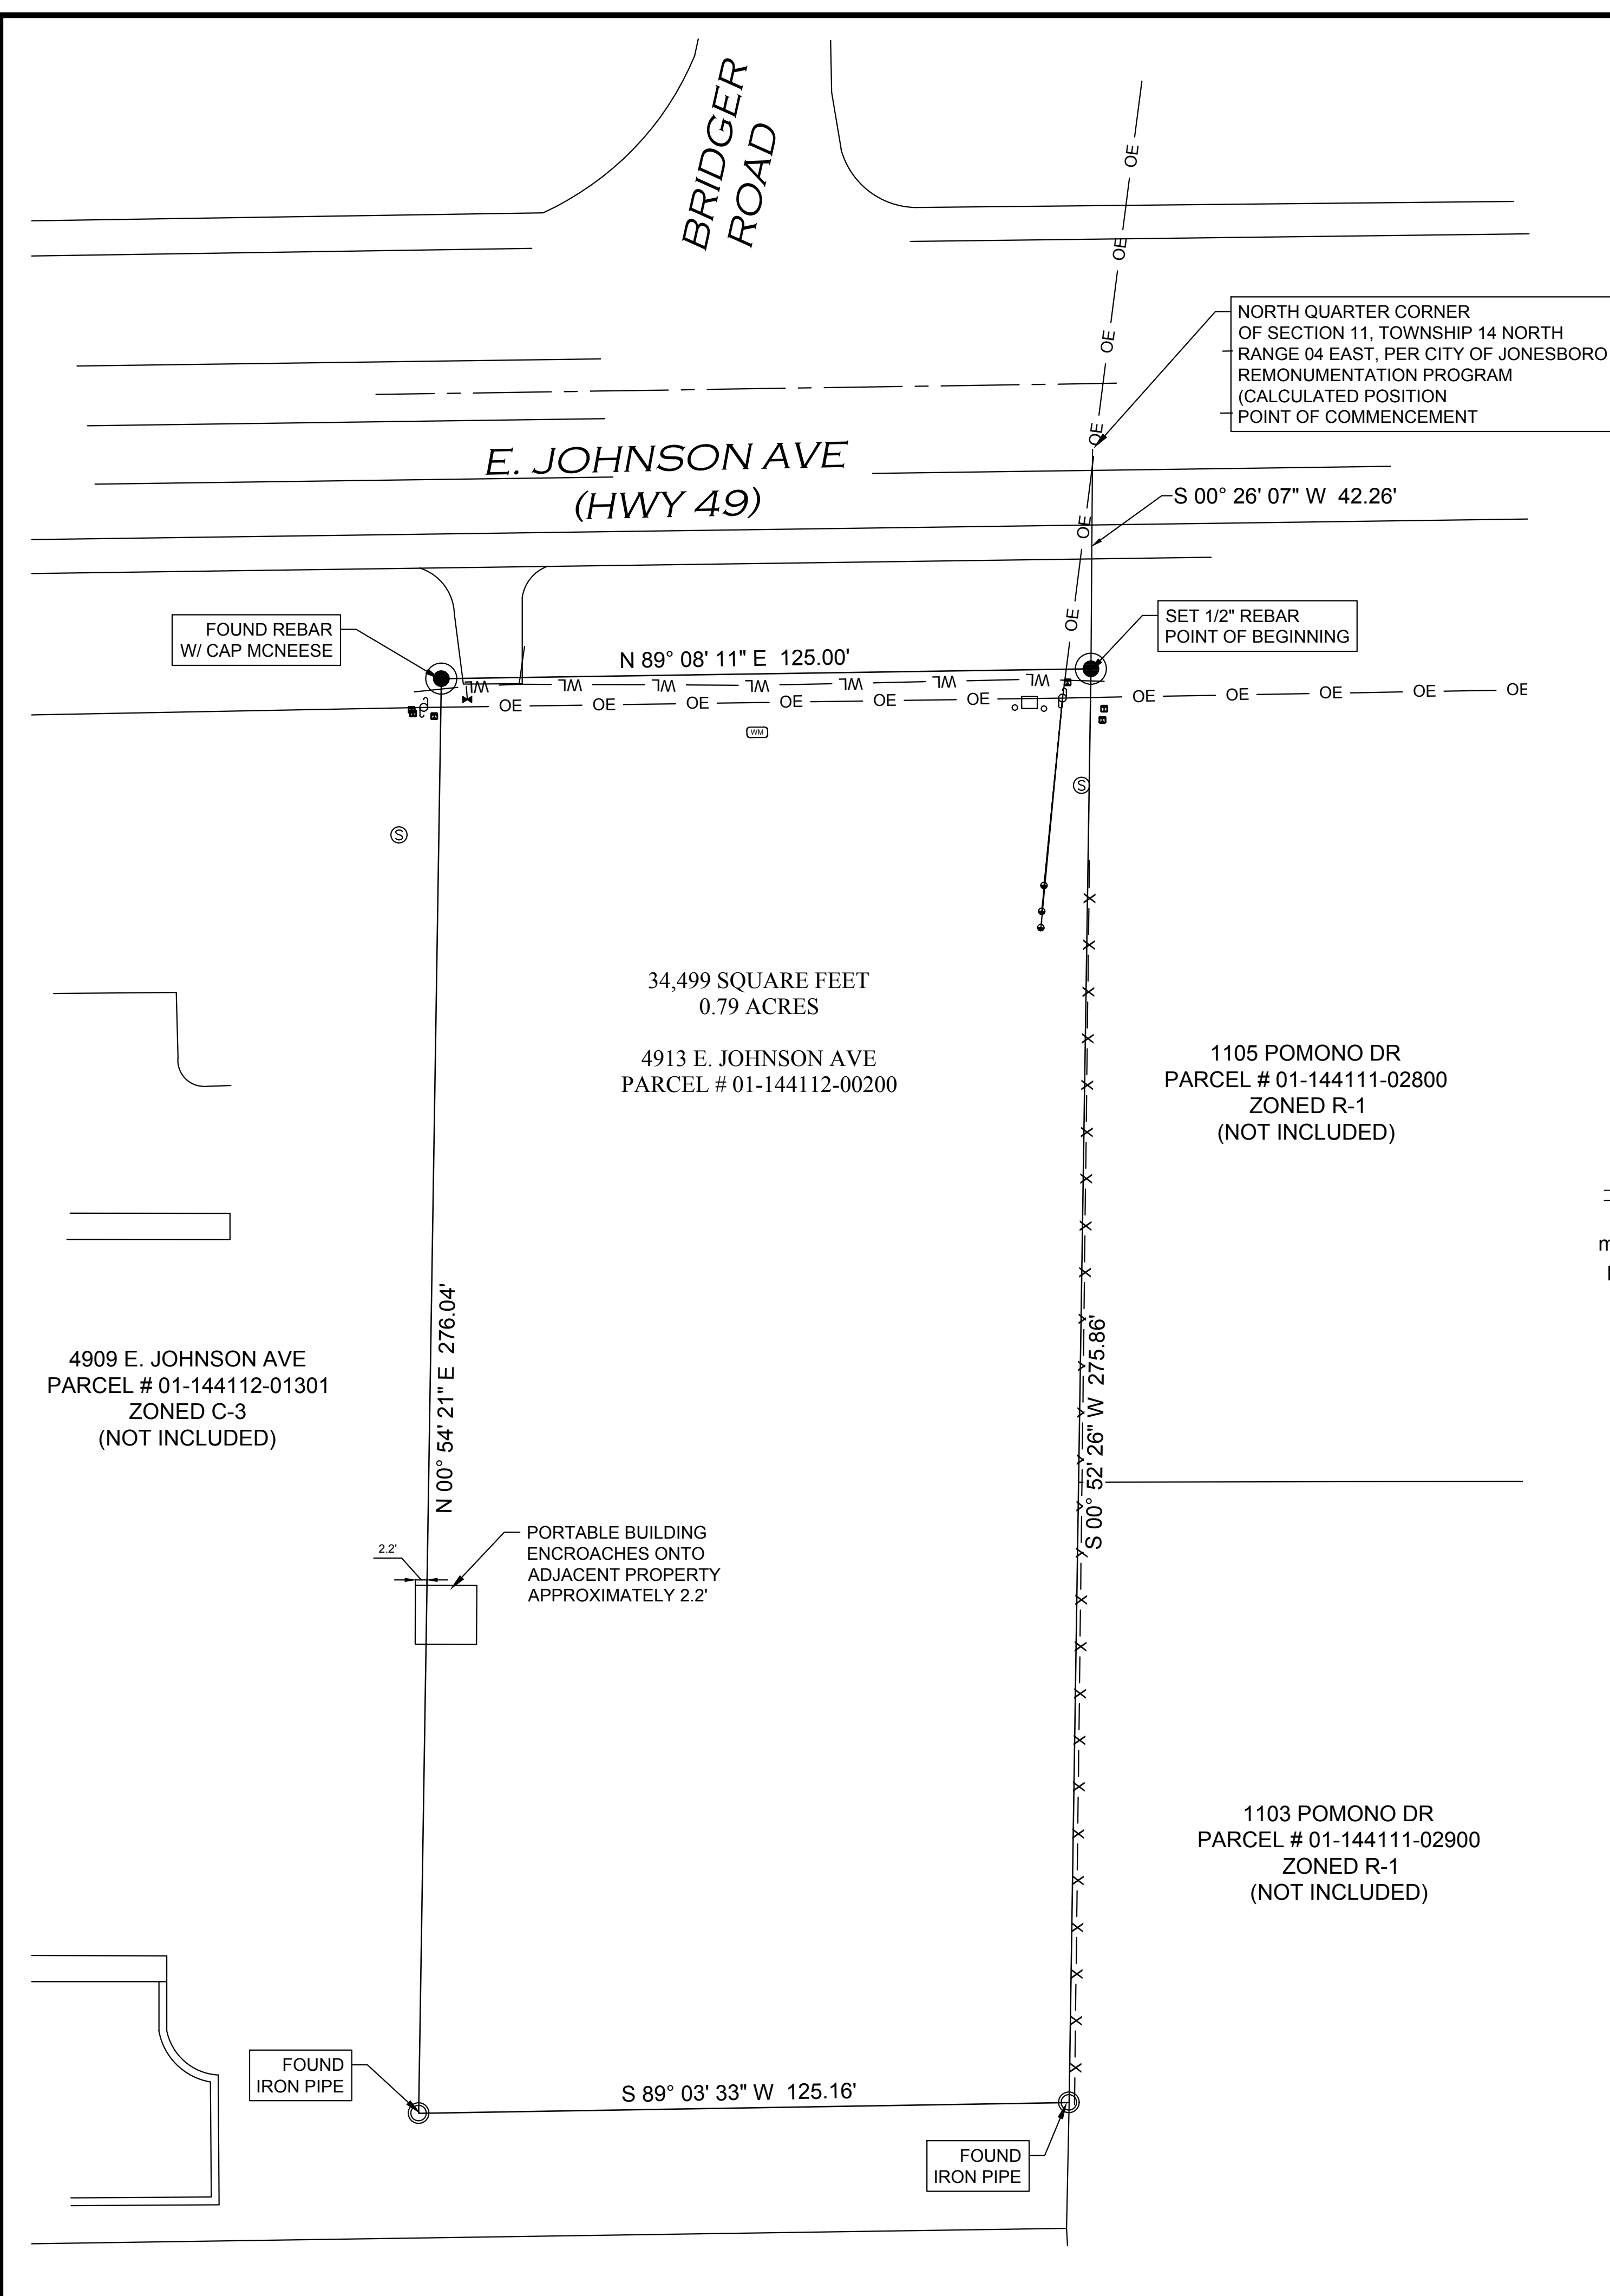 BRIDGER
ROAD
OE
OE
OE
NORTH QUARTER CORNER
OF SECTION 11, TOWNSHIP 14 NORTH
RANGE 04 EAST, PER CITY OF JONESBORO
REMONUMENTATION PROGRAM
(CALCULATED POSITION
POINT OF COMMENCEMENT
OE
E. JOHNSON AVE
(HWY 49)
S 00° 26' 07" W 42.26'
OE
OE
FOUND REBAR
W/ CAP MCNEESE
SET 1/2" REBAR
POINT OF BEGINNING
N 89° 08' 11" E 125.00'
WL WL WL WL WL WL WL
OE OE OE OE OE OE OE OE OE OE OE
WM
S
S
34,499 SQUARE FEET
0.79 ACRES
4913 E. JOHNSON AVE
PARCEL # 01-144112-00200
1105 POMONO DR
PARCEL # 01-144111-02800
ZONED R-1
(NOT INCLUDED)
N 00° 54' 21" E 276.04'
S 00° 52' 26" W 275.86'
4909 E. JOHNSON AVE
PARCEL # 01-144112-01301
ZONED C-3
(NOT INCLUDED)
2.2'
PORTABLE BUILDING
ENCROACHES ONTO
ADJACENT PROPERTY
APPROXIMATELY 2.2'
1103 POMONO DR
PARCEL # 01-144111-02900
ZONED R-1
(NOT INCLUDED)
FOUND
IRON PIPE
S 89° 03' 33" W 125.16'
FOUND
IRON PIPE